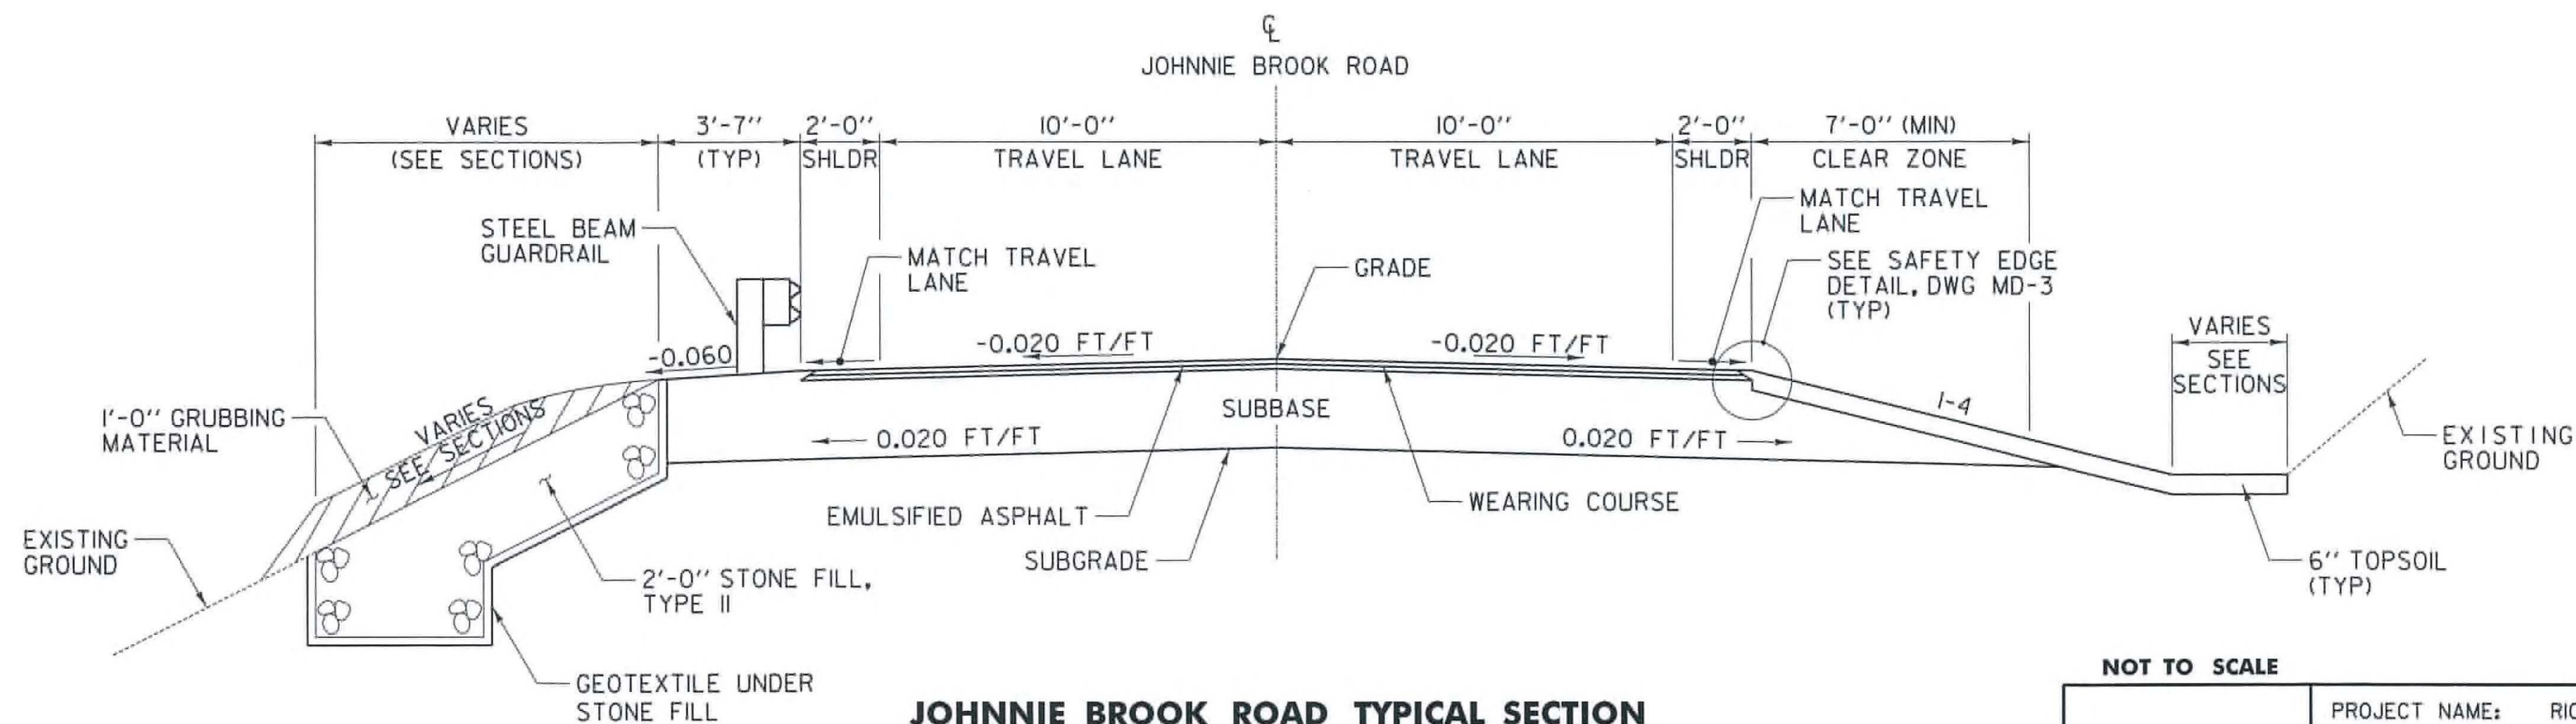 ℄
JOHNNIE BROOK ROAD
VARIES
(SEE SECTIONS)
3'-7"
(TYP)
2'-0"
SHLDR
10'-0"
TRAVEL LANE
10'-0"
TRAVEL LANE
2'-0"
SHLDR
7'-0" (MIN)
CLEAR ZONE
STEEL BEAM
GUARDRAIL
MATCH TRAVEL
LANE
GRADE
MATCH TRAVEL
LANE
SEE SAFETY EDGE
DETAIL, DWG MD-3
(TYP)
VARIES
SEE
SECTIONS
-0.060
-0.020 FT/FT
-0.020 FT/FT
1'-0" GRUBBING
MATERIAL
VARIES
SEE SECTIONS
SUBBASE
1-4
0.020 FT/FT
0.020 FT/FT
EXISTING
GROUND
EMULSIFIED ASPHALT
WEARING COURSE
EXISTING
GROUND
SUBGRADE
2'-0" STONE FILL,
TYPE II
6" TOPSOIL
(TYP)
GEOTEXTILE UNDER
STONE FILL
JOHNNIE BROOK ROAD TYPICAL SECTION
NOT TO SCALE
PROJECT NAME: RIC